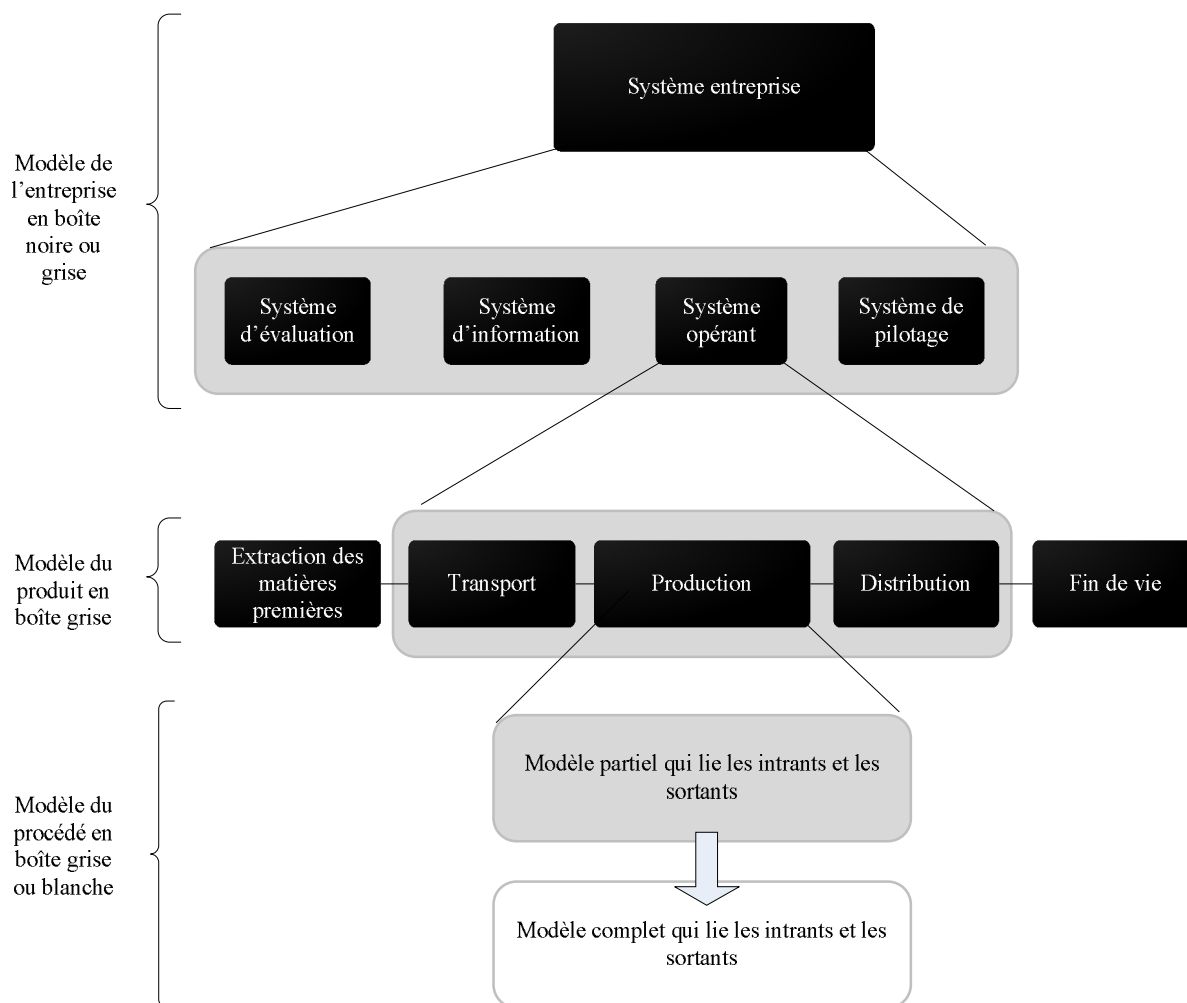 Système entreprise
Modèle de
l'entreprise
en boîte
noire ou
grise
Système
d'évaluation
Système
d'information
Système
opérant
Système de
pilotage
Modèle du
produit en
boîte grise
Extraction des
matières
premières
Transport
Production
Distribution
Fin de vie
Modèle du
procédé en
boîte grise
ou blanche
Modèle partiel qui lie les intrants et les
sortants
Modèle complet qui lie les intrants et les
sortants